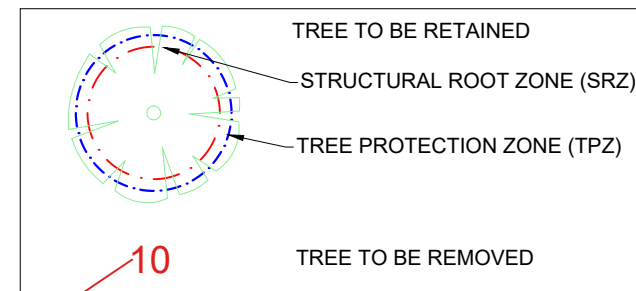 TREE TO BE RETAINED
STRUCTURAL ROOT ZONE (SRZ)
TREE PROTECTION ZONE (TPZ)
10
TREE TO BE REMOVED